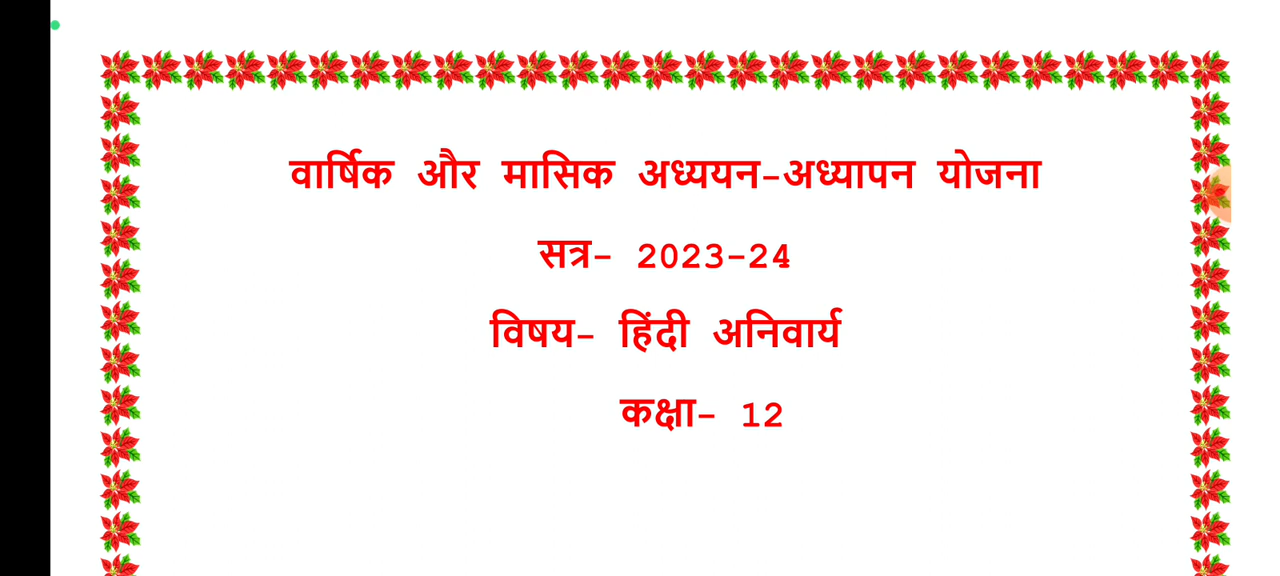 वार्षिक और मासिक अध्ययन-अध्यापन योजना
सत्र- 2023-24
विषय- हिंदी अनिवार्य
कक्षा- 12